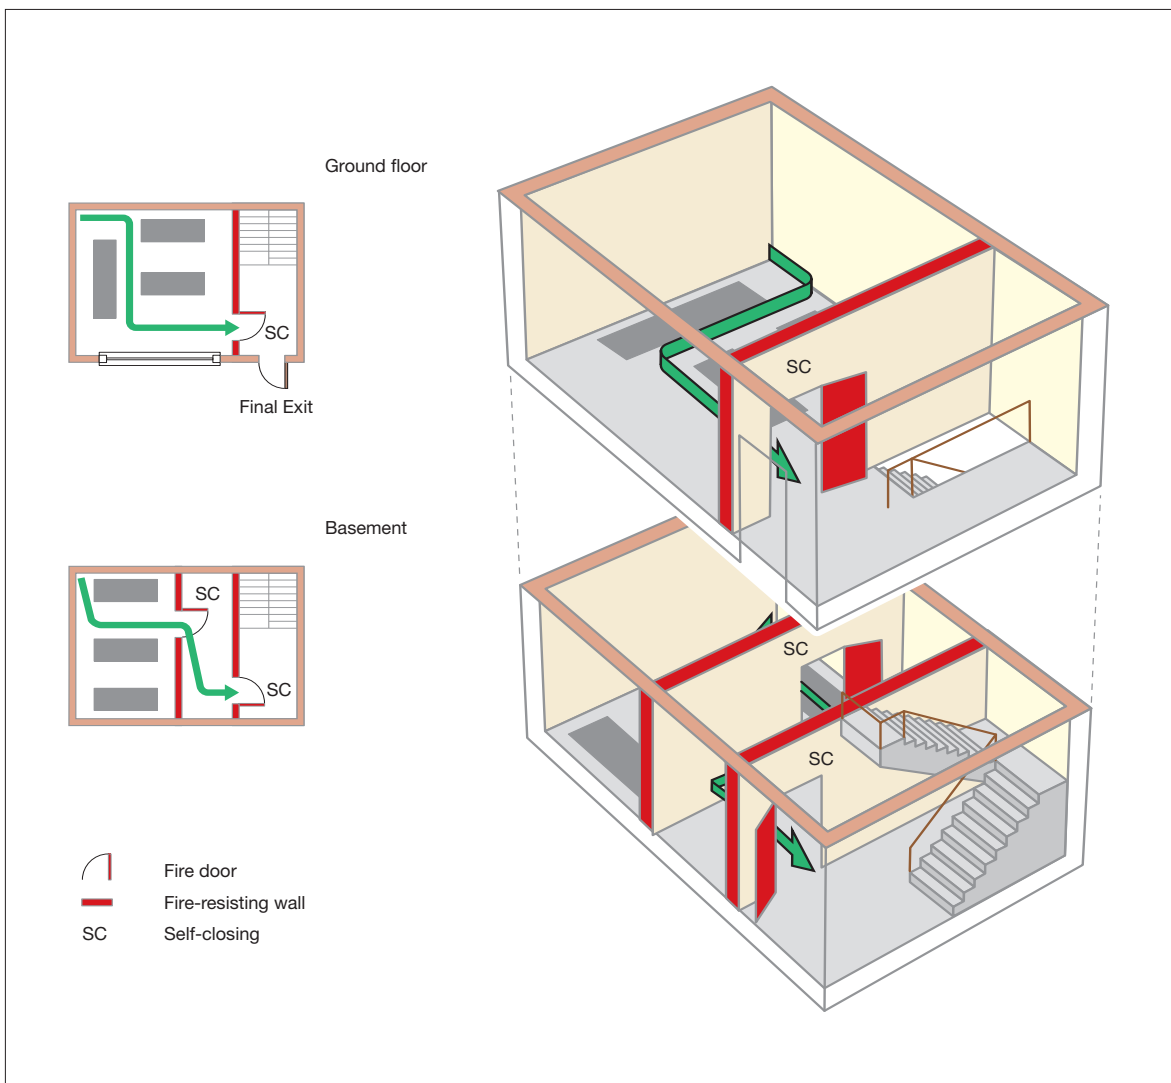 Ground floor
SC
Final Exit
Basement
SC
SC
Fire door
Fire-resisting wall
SC Self-closing
SC
SC
SC